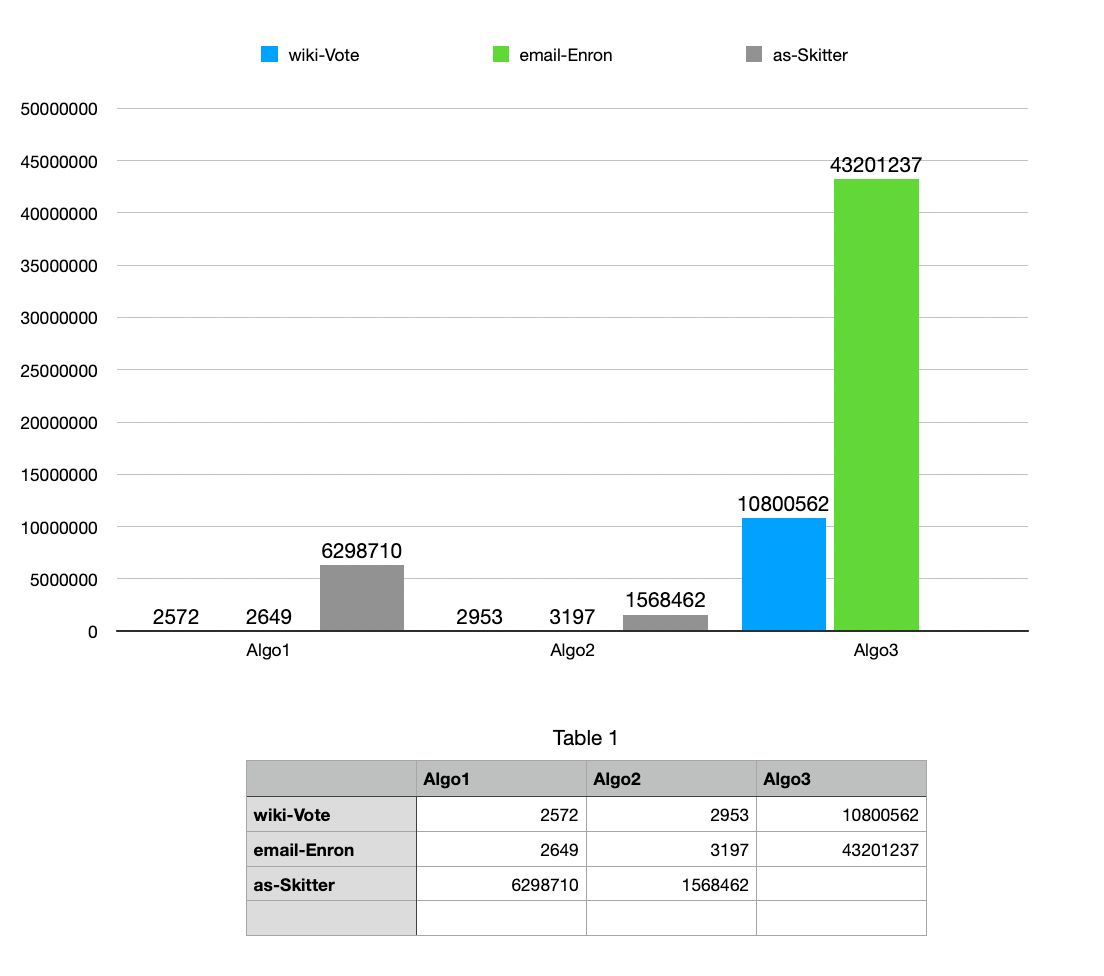 wiki-Vote email-Enron as-Skitter
50000000
45000000
43201237
40000000
35000000
30000000
25000000
20000000
15000000
10800562
10000000
6298710
5000000
1568462
2572 2649 2953 3197
0
Algo1 Algo2 Algo3
Table 1
Algo1 Algo2 Algo3
wiki-Vote 2572 2953 10800562
email-Enron 2649 3197 43201237
as-Skitter 6298710 1568462